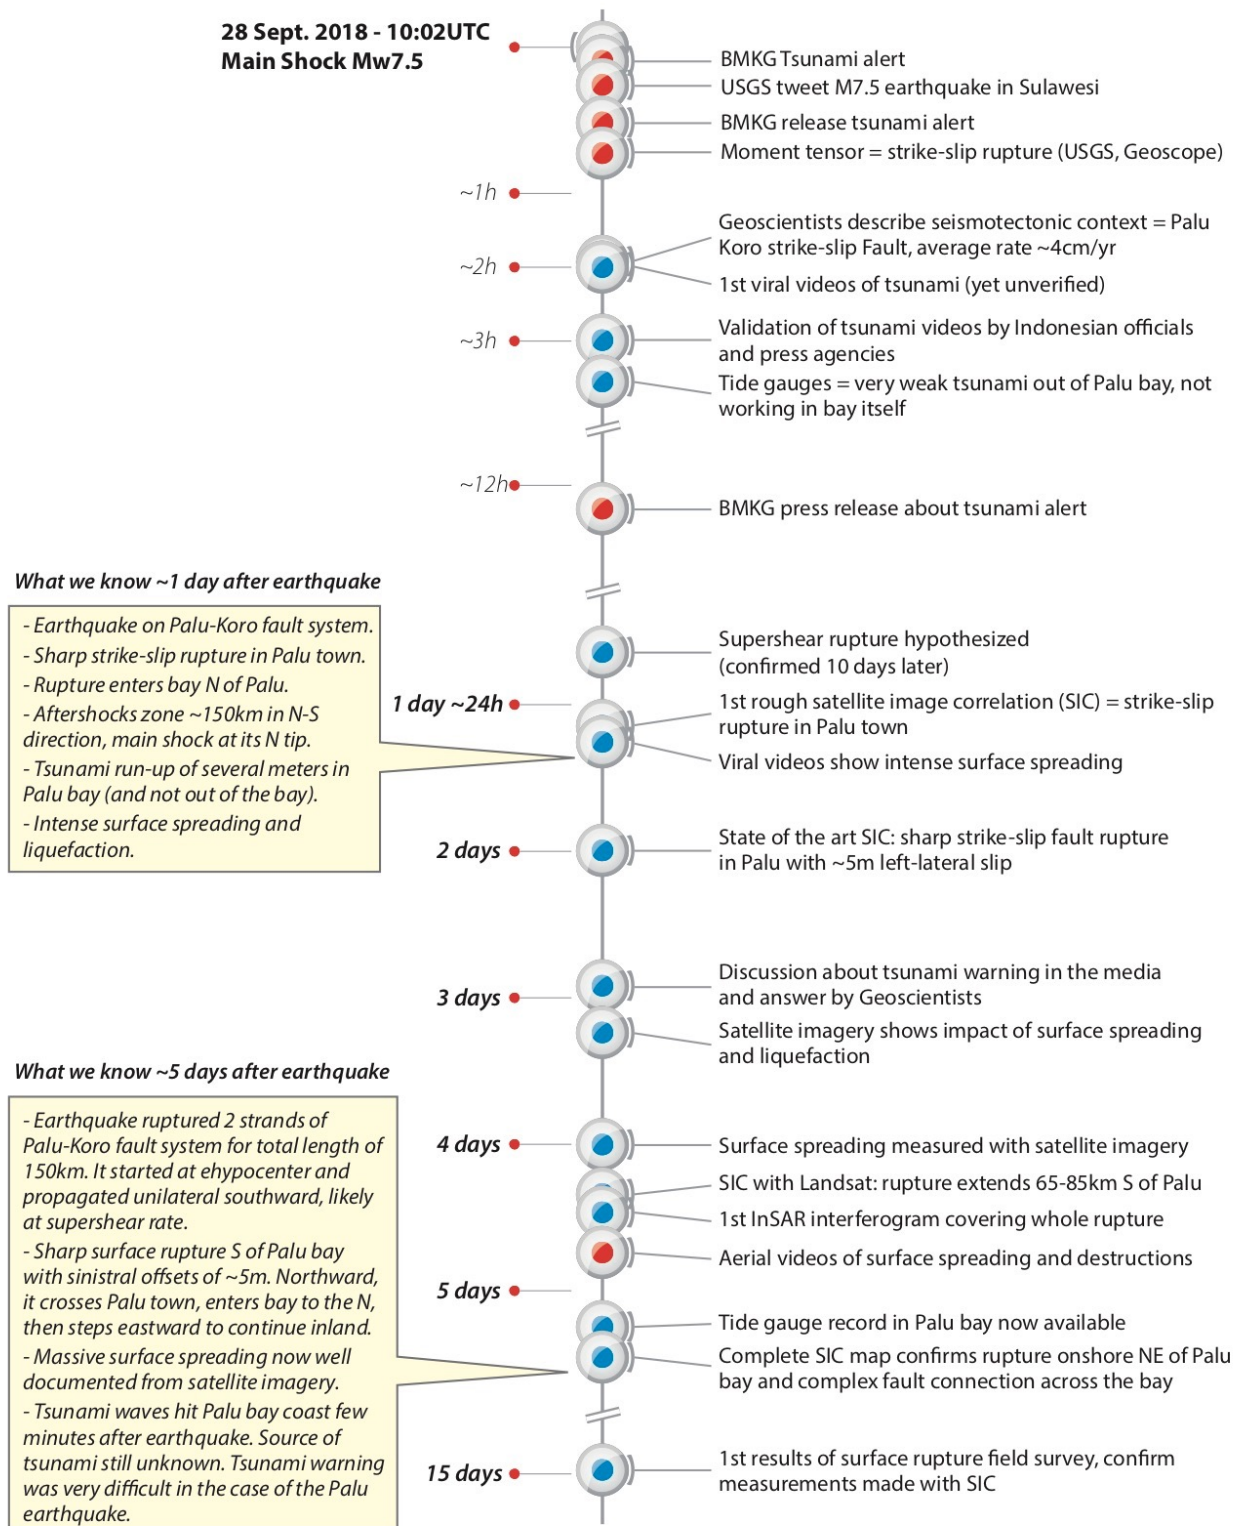 28 Sept. 2018 - 10:02UTC
Main Shock Mw7.5
BMKG Tsunami alert
USGS tweet M7.5 earthquake in Sulawesi
BMKG release tsunami alert
Moment tensor = strike-slip rupture (USGS, Geoscope)
~1h
Geoscientists describe seismotectonic context = Palu
Koro strike-slip Fault, average rate ~4cm/yr
~2h
1st viral videos of tsunami (yet unverified)
~3h
Validation of tsunami videos by Indonesian officials
and press agencies
Tide gauges = very weak tsunami out of Palu bay, not
working in bay itself
~12h
BMKG press release about tsunami alert
What we know ~1 day after earthquake
- Earthquake on Palu-Koro fault system.
- Sharp strike-slip rupture in Palu town.
- Rupture enters bay N of Palu.
- Aftershocks zone ~150km in N-S
direction, main shock at its N tip.
- Tsunami run-up of several meters in
Palu bay (and not out of the bay).
- Intense surface spreading and
liquefaction.
Supershear rupture hypothesized
(confirmed 10 days later)
1 day ~24h
1st rough satellite image correlation (SIC) = strike-slip
rupture in Palu town
Viral videos show intense surface spreading
2 days
State of the art SIC: sharp strike-slip fault rupture
in Palu with ~5m left-lateral slip
3 days
Discussion about tsunami warning in the media
and answer by Geoscientists
Satellite imagery shows impact of surface spreading
and liquefaction
What we know ~5 days after earthquake
- Earthquake ruptured 2 strands of
Palu-Koro fault system for total length of
150km. It started at ehypocenter and
propagated unilateral southward, likely
at supershear rate.
- Sharp surface rupture S of Palu bay
with sinistral offsets of ~5m. Northward,
it crosses Palu town, enters bay to the N,
then steps eastward to continue inland.
- Massive surface spreading now well
documented from satellite imagery.
- Tsunami waves hit Palu bay coast few
minutes after earthquake. Source of
tsunami still unknown. Tsunami warning
was very difficult in the case of the Palu
earthquake.
4 days
Surface spreading measured with satellite imagery
SIC with Landsat: rupture extends 65-85km S of Palu
1st InSAR interferogram covering whole rupture
Aerial videos of surface spreading and destructions
5 days
Tide gauge record in Palu bay now available
Complete SIC map confirms rupture onshore NE of Palu
bay and complex fault connection across the bay
15 days
1st results of surface rupture field survey, confirm
measurements made with SIC